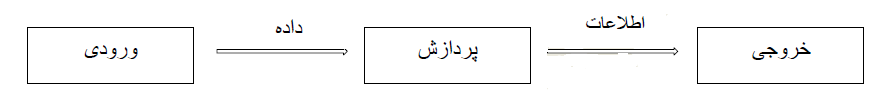 ورودی
داده
پردازش
اطلاعات
خروجی